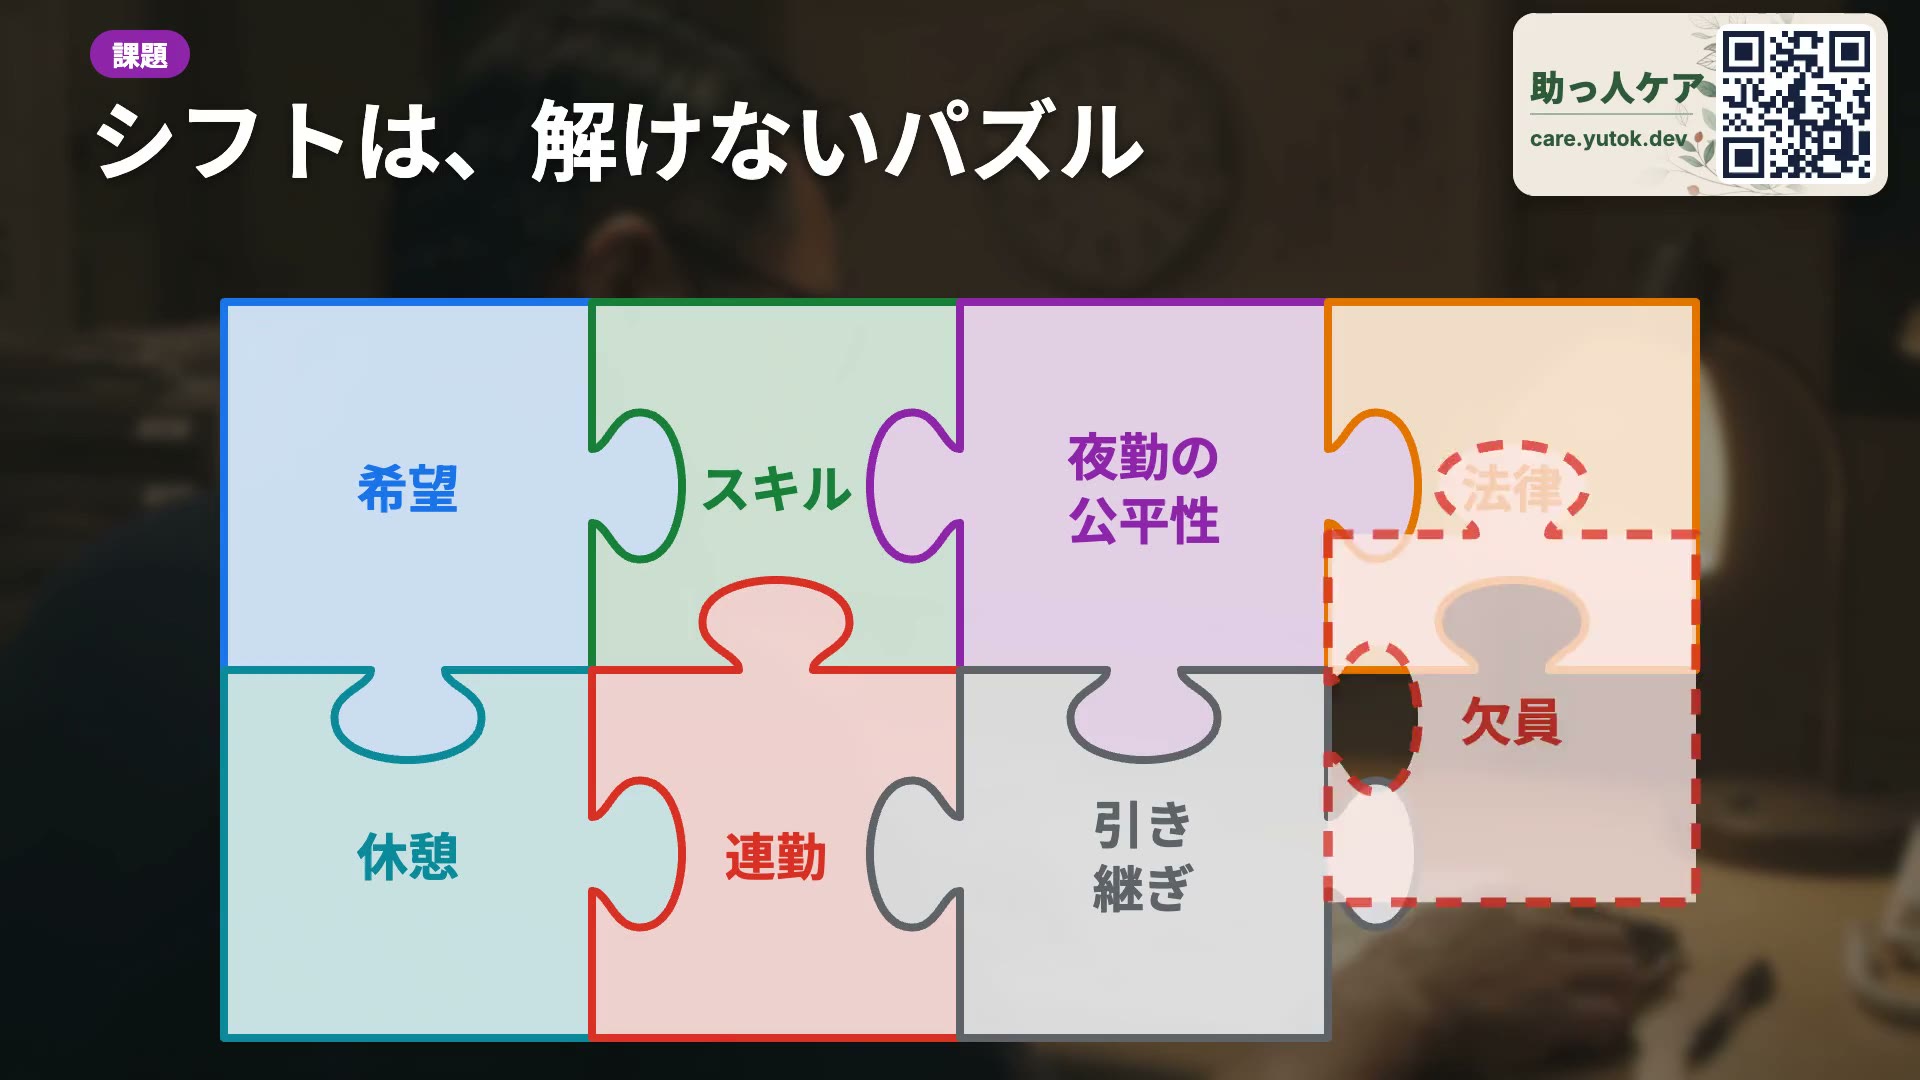 課題
シフトは、解けないパズル
助っ人ケア
care.yutok.dev
希望
スキル
夜勤の
公平性
法律
休憩
連勤
引き
継ぎ
欠員